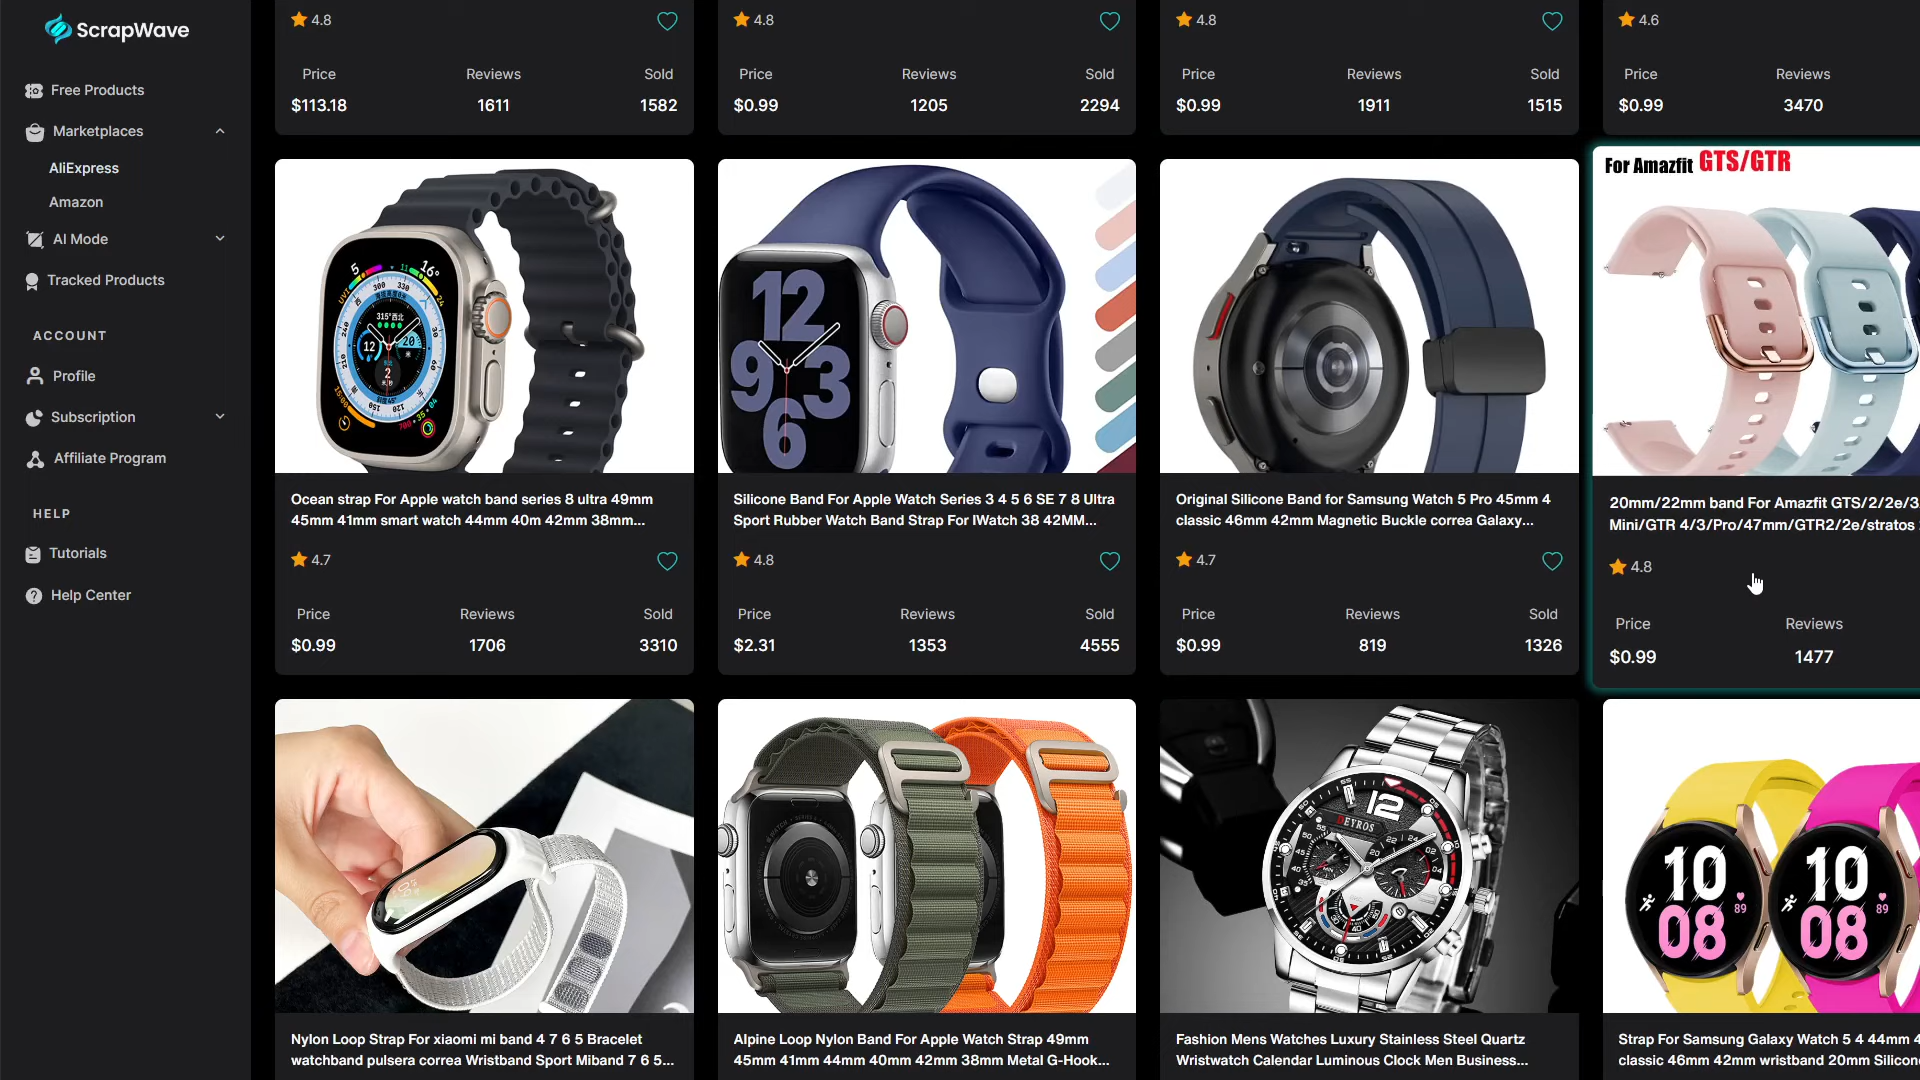 ScrapWave
Free Products
Marketplaces
AliExpress
Amazon
AI Mode
Tracked Products
ACCOUNT
Profile
Subscription
Affiliate Program
HELP
Tutorials
Help Center
4.8
4.8
4.8
4.6
Price Reviews Sold
$113.18 1611 1582
Price Reviews Sold
$0.99 1205 2294
Price Reviews Sold
$0.99 1911 1515
Price Reviews
$0.99 3470
12
9 3
6
For Amazfit GTS/GTR
Ocean strap For Apple watch band series 8 ultra 49mm
45mm 41mm smart watch 44mm 40m 42mm 38mm...
4.7
Price Reviews Sold
$0.99 1706 3310
Silicone Band For Apple Watch Series 3 4 5 6 SE 7 8 Ultra
Sport Rubber Watch Band Strap For IWatch 38 42MM...
4.8
Price Reviews Sold
$2.31 1353 4555
Original Silicone Band for Samsung Watch 5 Pro 45mm 4
classic 46mm 42mm Magnetic Buckle correa Galaxy...
4.7
Price Reviews Sold
$0.99 819 1326
20mm/22mm band For Amazfit GTS/2/2e/3
Mini/GTR 4/3/Pro/47mm/GTR2/2e/stratos
4.8
Price Reviews
$0.99 1477
12
DEYROS
10
08
89
10
08
89
Nylon Loop Strap For xiaomi mi band 4 7 6 5 Bracelet
watchband pulsera correa Wristband Sport Miband 7 6 5...
Alpine Loop Nylon Band For Apple Watch Strap 49mm
45mm 41mm 44mm 40mm 42mm 38mm Metal G-Hook...
Fashion Mens Watches Luxury Stainless Steel Quartz
Wristwatch Calendar Luminous Clock Men Business...
Strap For Samsung Galaxy Watch 5 4 44mm
classic 46mm 42mm wristband 20mm